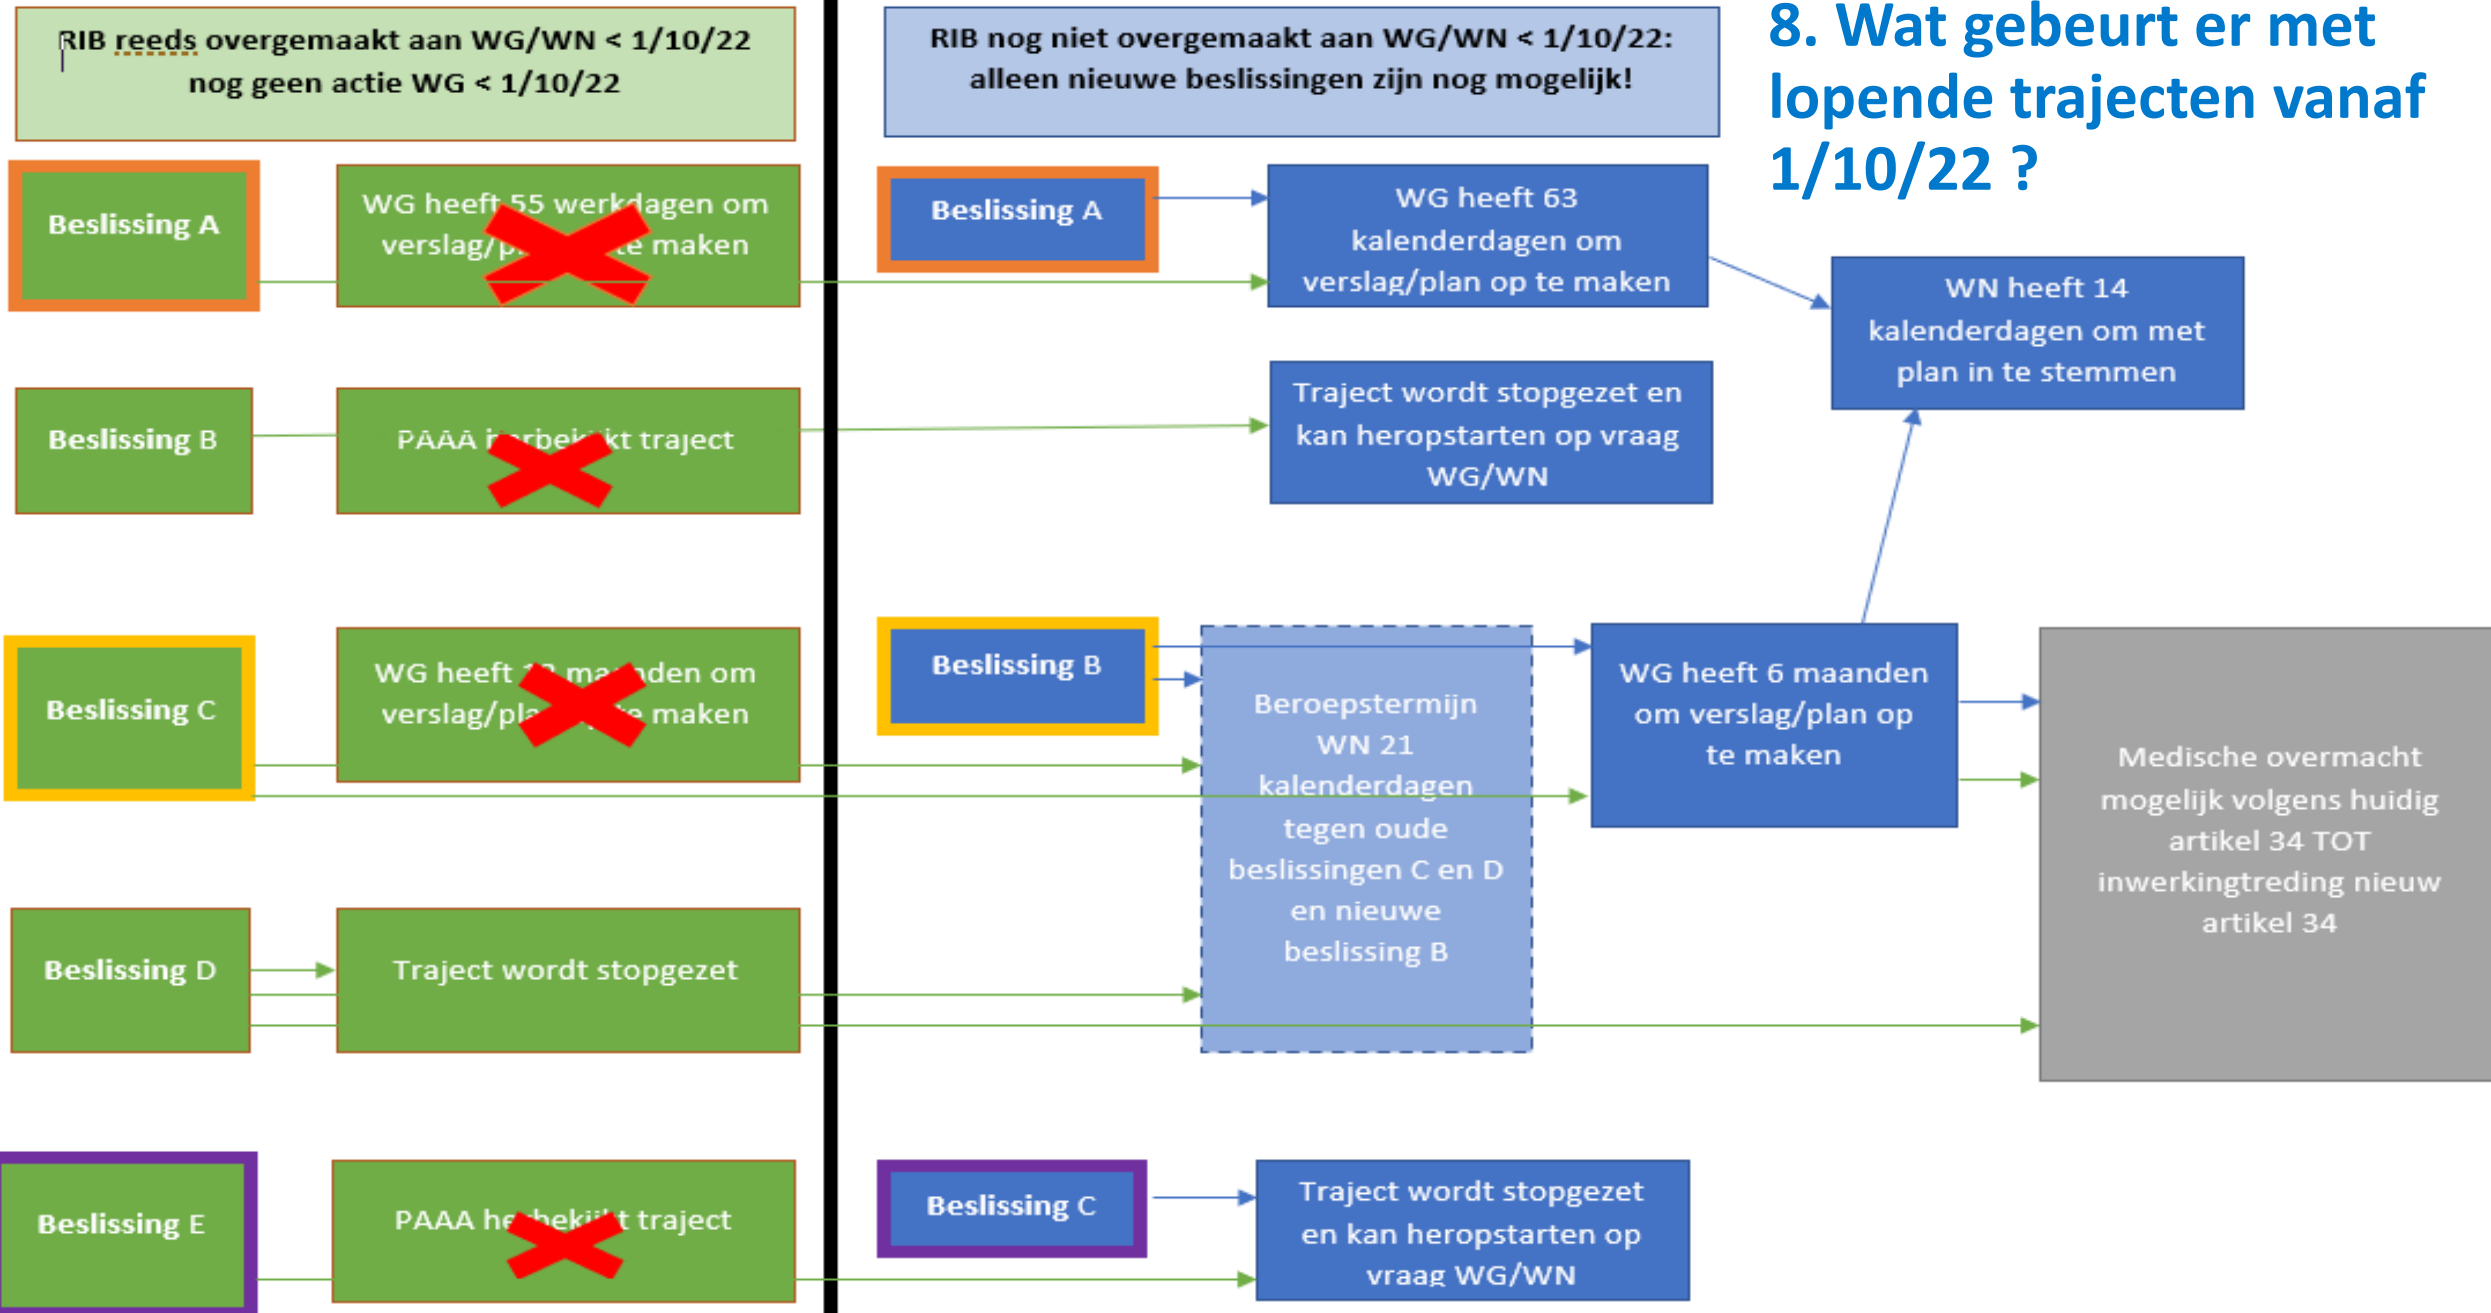 8. Wat gebeurt er met
lopende trajecten vanaf
1/10/22 ?
RIB reeds overgemaakt aan WG/WN < 1/10/22
nog geen actie WG < 1/10/22
RIB nog niet overgemaakt aan WG/WN < 1/10/22:
alleen nieuwe beslissingen zijn nog mogelijk!
Beslissing A
WG heeft 55 werkdagen om
verslag/ te maken
Beslissing A
WG heeft 63
kalenderdagen om
verslag/plan op te maken
WN heeft 14
kalenderdagen om met
plan in te stemmen
Beslissing B
PAAA herbekijkt traject
Traject wordt stopgezet en
kan heropstarten op vraag
WG/WN
Beslissing C
WG heeft maanden om
verslag/plan te maken
Beslissing B
Beroepstermijn
WN 21
kalenderdagen
tegen oude
beslissingen C en D
en nieuwe
beslissing B
WG heeft 6 maanden
om verslag/plan op
te maken
Medische overmacht
mogelijk volgens huidig
artikel 34 TOT
inwerkingtreding nieuw
artikel 34
Beslissing D
Traject wordt stopgezet
Beslissing E
PAAA herbekijkt traject
Beslissing C
Traject wordt stopgezet
en kan heropstarten op
vraag WG/WN